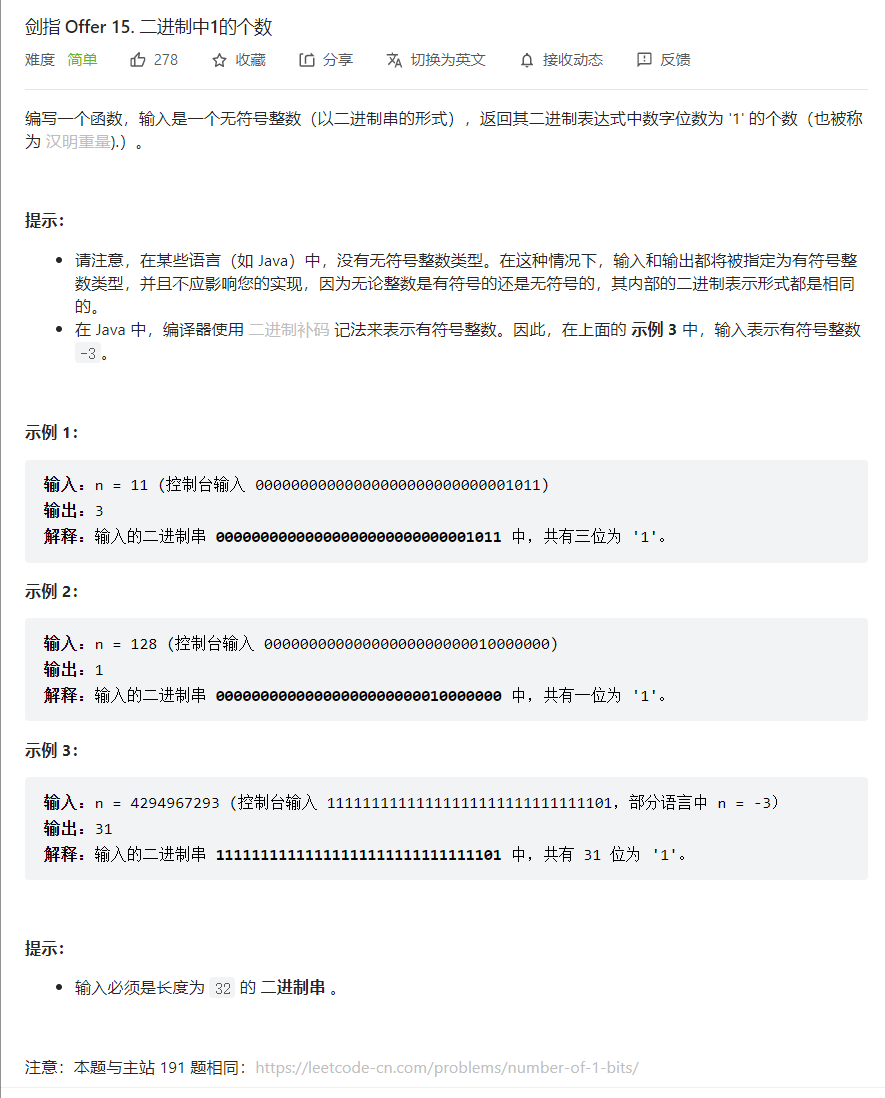 剑指 Offer 15. 二进制中1的个数
难度 简单 278 收藏 分享 切换为英文 接收动态 反馈
编写一个函数，输入是一个无符号整数（以二进制串的形式），返回其二进制表达式中数字位数为 '1' 的个数（也被称
为 汉明重量).）。
提示：
• 请注意，在某些语言（如 Java）中，没有无符号整数类型。在这种情况下，输入和输出都将被指定为有符号整
数类型，并且不应影响您的实现，因为无论整数是有符号的还是无符号的，其内部的二进制表示形式都是相同
的。
• 在 Java 中，编译器使用 二进制补码 记法来表示有符号整数。因此，在上面的 示例 3 中，输入表示有符号整数
-3。
示例 1：
输入：n = 11 (控制台输入 00000000000000000000000000001011)
输出：3
解释：输入的二进制串 00000000000000000000000000001011 中，共有三位为 '1'。
示例 2：
输入：n = 128 (控制台输入 00000000000000000000000010000000)
输出：1
解释：输入的二进制串 00000000000000000000000010000000 中，共有一位为 '1'。
示例 3：
输入：n = 4294967293 (控制台输入 11111111111111111111111111111101，部分语言中 n = -3）
输出：31
解释：输入的二进制串 11111111111111111111111111111101 中，共有 31 位为 '1'。
提示：
• 输入必须是长度为 32 的 二进制串 。
注意：本题与主站 191 题相同：https://leetcode-cn.com/problems/number-of-1-bits/